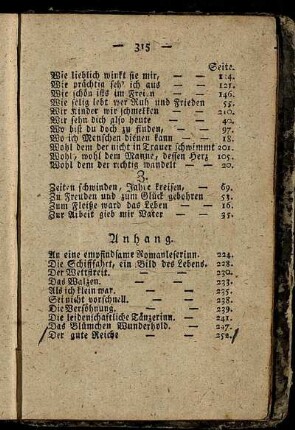 — 315 —
Seite.
Wie lieblich winkt sie mir, — — 114.
Wie prächtig seh' ich aus — — 121.
Wie schön ists im Freien — — 146.
Wie selig lebt wer Ruh und Frieden 55.
Wir Kinder wir schmeissen — — 210.
Wir sehn dich also heute — — 40.
Wo bist du doch zu finden, — — 97.
Wo ich Menschen dienen kann — — 18.
Wohl dem der nicht in Trauer schwimmt 201.
Wohl, wohl dem Manne, dessen Herz 105.
Wohl dem der richtig wandelt — — 20.
Z.
Zeiten schwinden, Jahre kreisen, — 69.
Zu Freuden und zum Glück gebohren 53.
Zum Fleiße ward das Leben — — 16.
Zur Arbeit gieb mir Vater — — 35.
Anhang.
An eine empfindsame Romanleserinn. 224.
Die Schifffahrt, ein Bild des Lebens. 228.
Der Wettstreit. — — — 230.
Das Walzen. — — — 233.
Als ich klein war. — — — 235.
Sei nicht vorschnell. — — — 238.
Die Versöhnung. — — — 239.
Die leidenschaftliche Tänzerinn. — 241.
Das Blümchen Wunderhold. — — 247.
Der gute Reiche — — — 252.